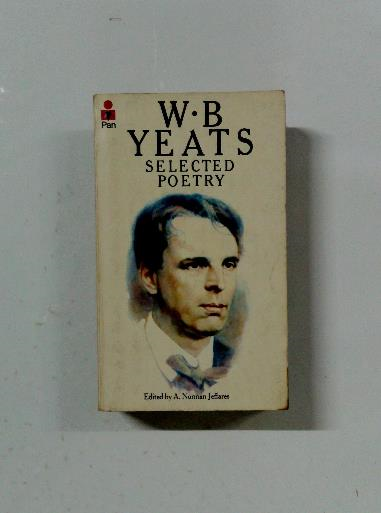 Pan
W·B
YEATS
SELECTED
POETRY
Edited by A. Norman Jeffares